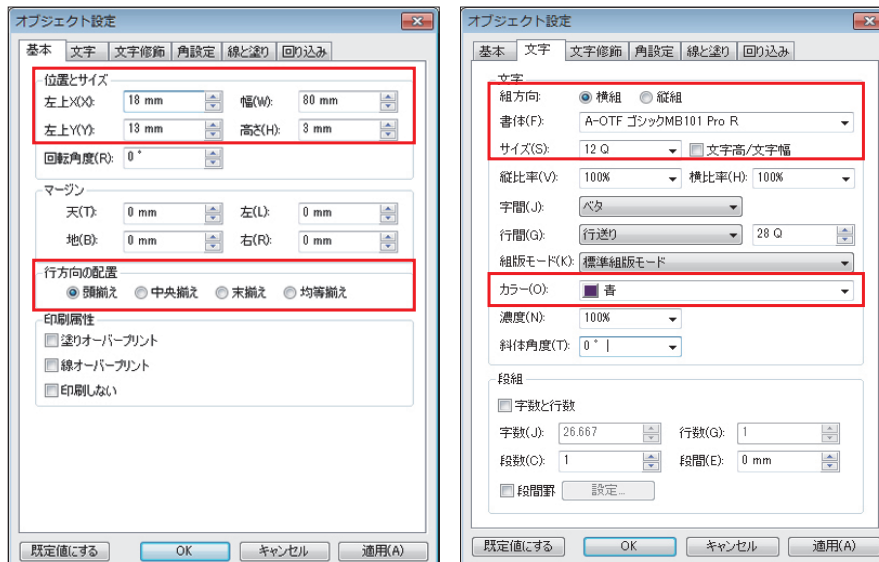 オブジェクト設定
基本 文字 文字修飾 角設定 線と塗り 回り込み
位置とサイズ
左上X(X): 18 mm 幅(W): 80 mm
左上Y(Y): 13 mm 高さ(H): 3 mm
回転角度(R): 0°
マージン
天(T): 0 mm 左(L): 0 mm
地(B): 0 mm 右(R): 0 mm
行方向の配置
頭揃え 中央揃え 末揃え 均等揃え
印刷属性
塗りオーバープリント
線オーバープリント
印刷しない
既定値にする OK キャンセル 適用(A)
オブジェクト設定
基本 文字 文字修飾 角設定 線と塗り 回り込み
文字
組方向: 横組 縦組
書体(F): A-OTF ゴシックMB101 Pro R
サイズ(S): 12 Q 文字高/文字幅
縦比率(V): 100% 横比率(H): 100%
字間(J): ベタ
行間(G): 行送り 28 Q
組版モード(K): 標準組版モード
カラー(O): 青
濃度(N): 100%
斜体角度(T): 0°
段組
字数と行数
字数(J): 26.667 行数(G): 1
段数(C): 1 段間(E): 0 mm
段間罫 設定...
既定値にする OK キャンセル 適用(A)